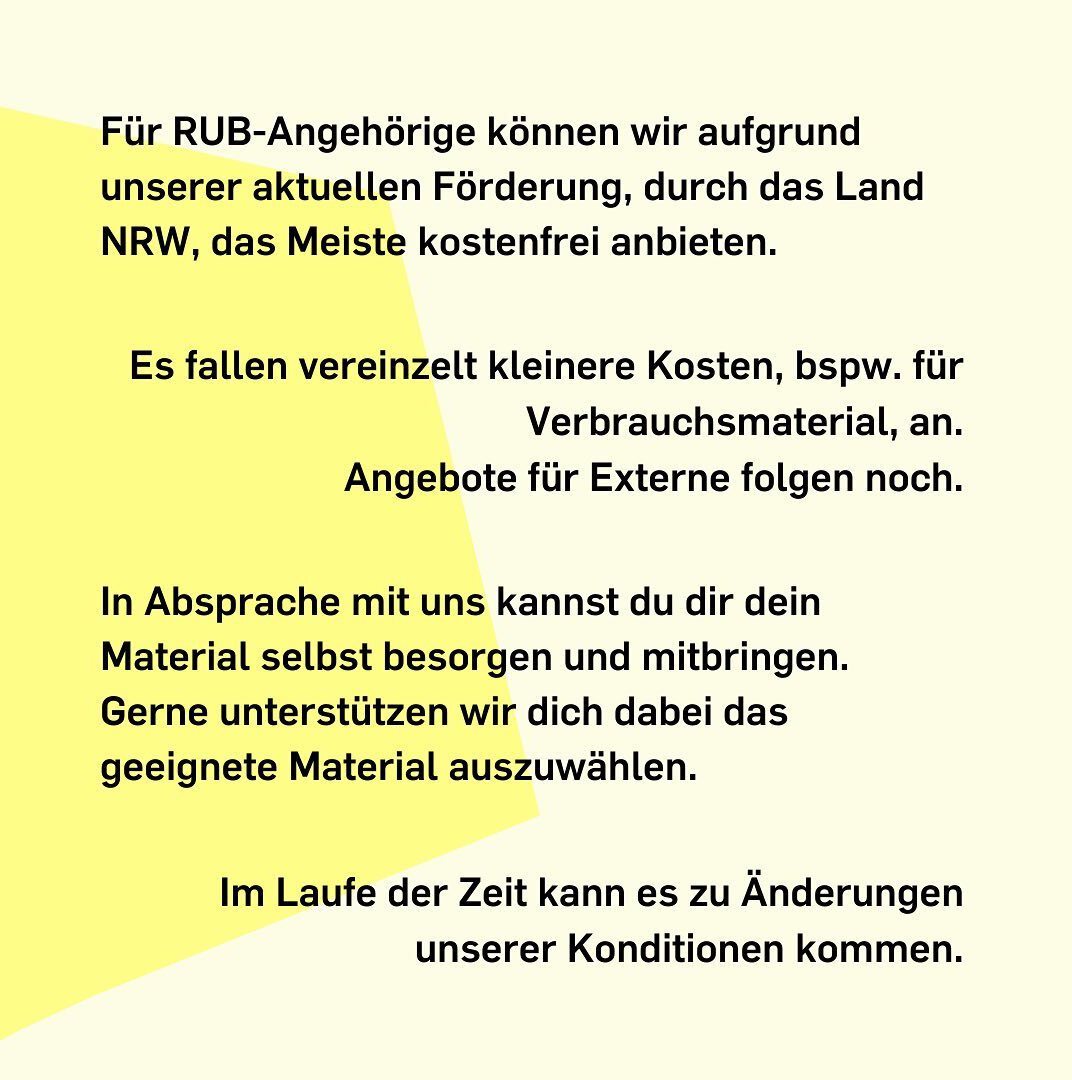 Für RUB-Angehörige können wir aufgrund
unserer aktuellen Förderung, durch das Land
NRW, das Meiste kostenfrei anbieten.
Es fallen vereinzelt kleinere Kosten, bspw. für
Verbrauchsmaterial, an.
Angebote für Externe folgen noch.
In Absprache mit uns kannst du dir dein
Material selbst besorgen und mitbringen.
Gerne unterstützen wir dich dabei das
geeignete Material auszuwählen.
Im Laufe der Zeit kann es zu Änderungen
unserer Konditionen kommen.